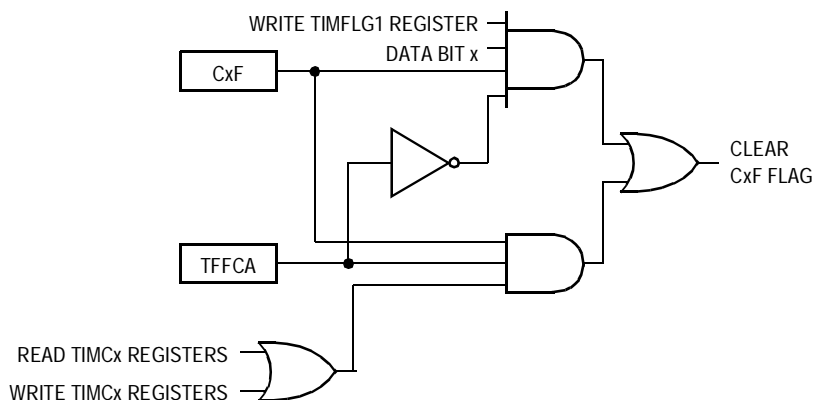 WRITE TIMFLG1 REGISTER
DATA BIT x
CxF
CLEAR
CxF FLAG
TFFCA
READ TIMCx REGISTERS
WRITE TIMCx REGISTERS